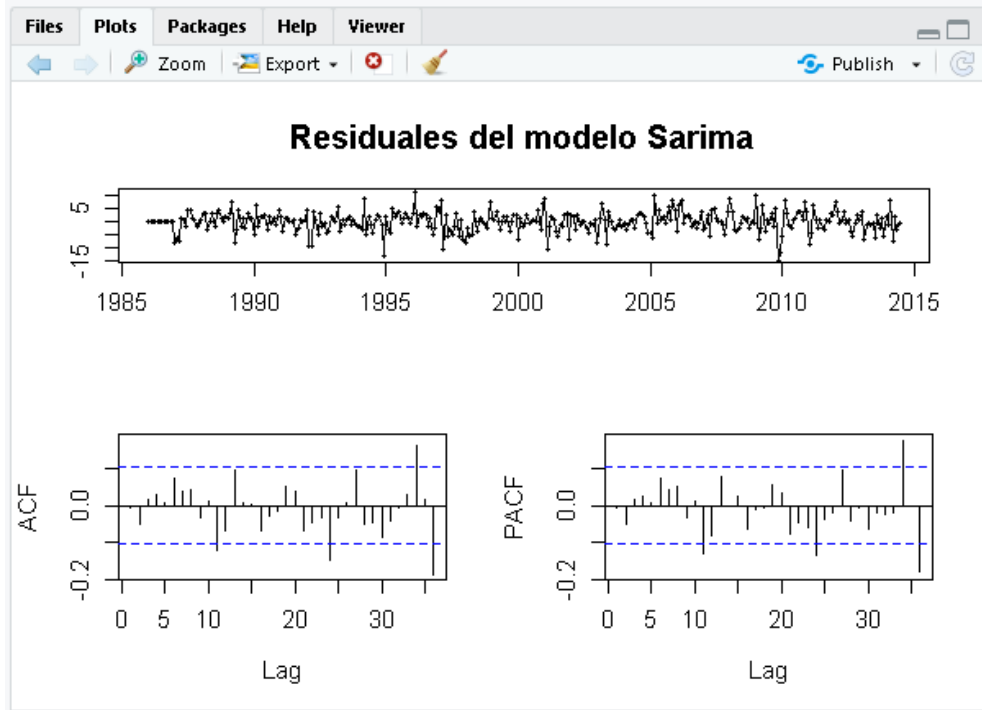 Files Plots Packages Help Viewer
Zoom Export Publish
Residuales del modelo Sarima
5
-15
1985 1990 1995 2000 2005 2010 2015
ACF
0.0
-0.2
0 5 10 20 30
Lag
PACF
0.0
-0.2
0 5 10 20 30
Lag